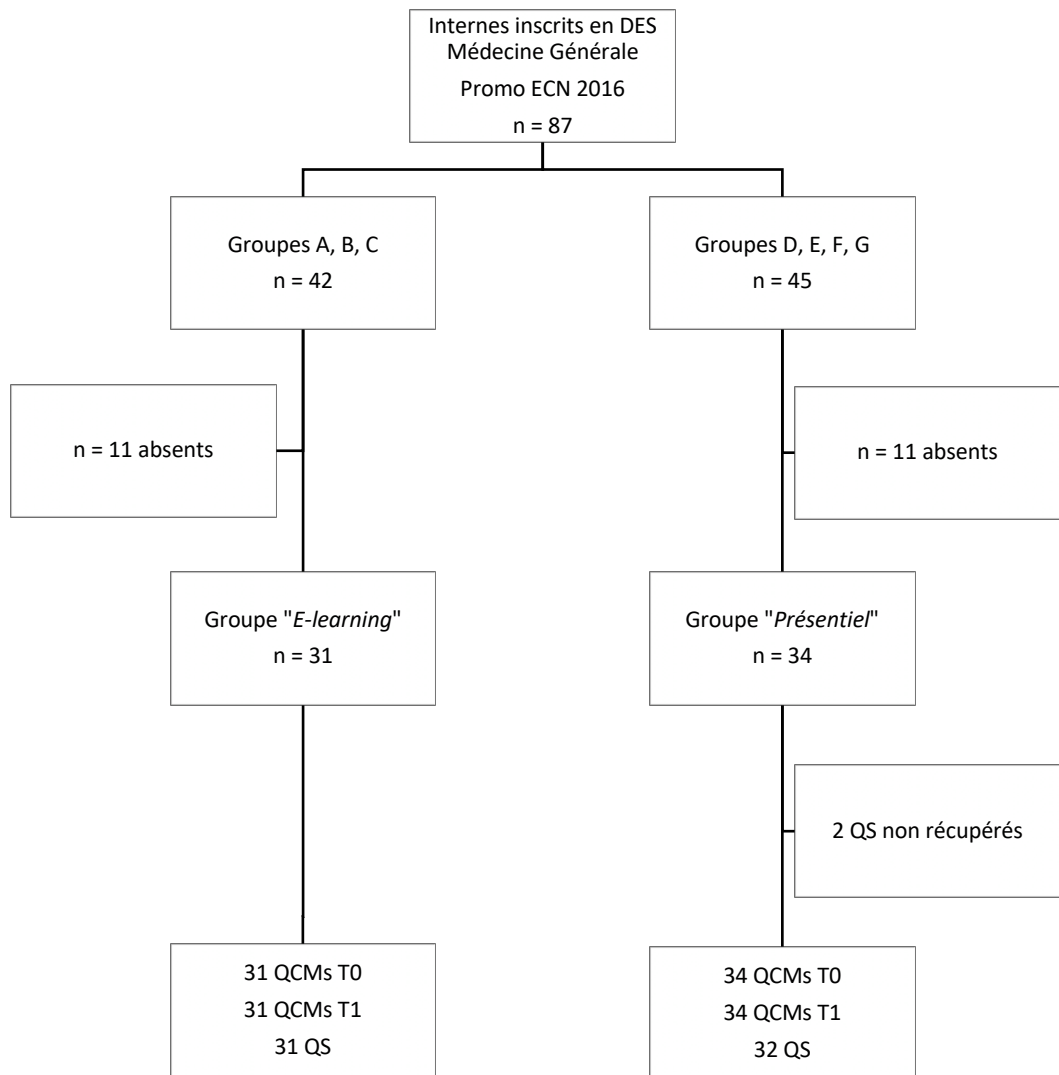 Internes inscrits en DES
Médecine Générale
Promo ECN 2016
n = 87
Groupes A, B, C
n = 42
Groupes D, E, F, G
n = 45
n = 11 absents
n = 11 absents
Groupe "E-learning"
n = 31
Groupe "Présentiel"
n = 34
2 QS non récupérés
31 QCMs T0
31 QCMs T1
31 QS
34 QCMs T0
34 QCMs T1
32 QS